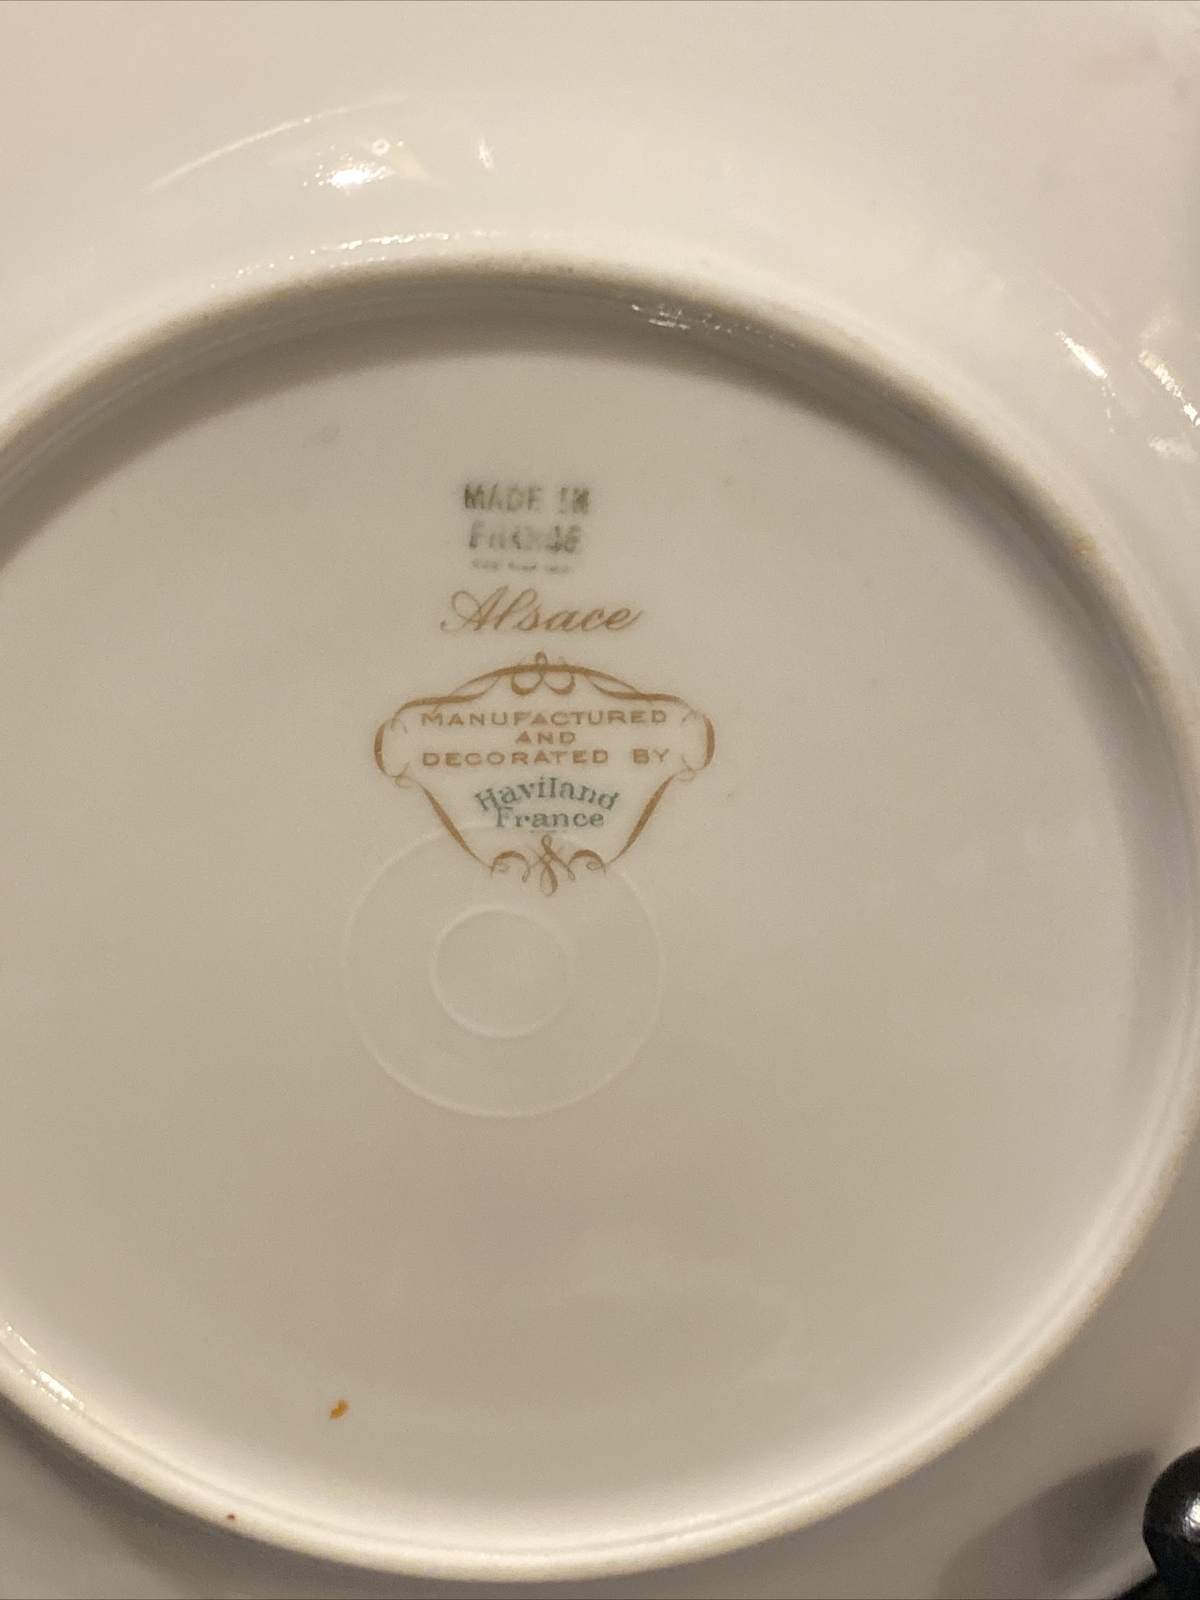 MADE IN
FRANCE
Alsace
MANUFACTURED
AND
DECORATED BY
Haviland
France